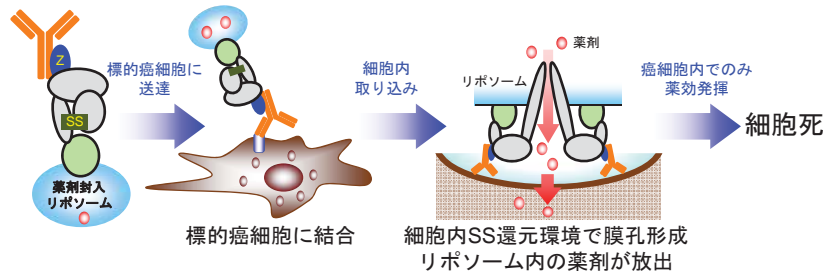 Z
SS
薬剤封入
リポソーム
標的癌細胞に
送達
標的癌細胞に結合
細胞内
取り込み
薬剤
リポソーム
細胞内SS還元環境で膜孔形成
リポソーム内の薬剤が放出
癌細胞内でのみ
薬効発揮
細胞死